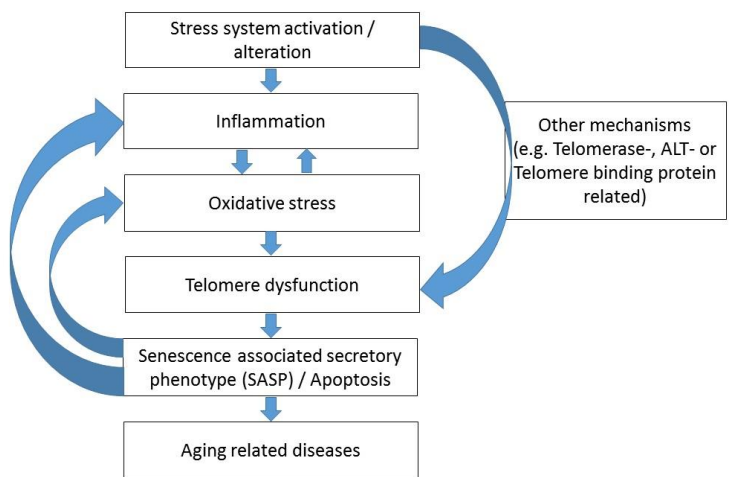 Stress system activation /
alteration
Inflammation
Other mechanisms
(e.g. Telomerase-, ALT- or
Telomere binding protein
related)
Oxidative stress
Telomere dysfunction
Senescence associated secretory
phenotype (SASP) / Apoptosis
Aging related diseases